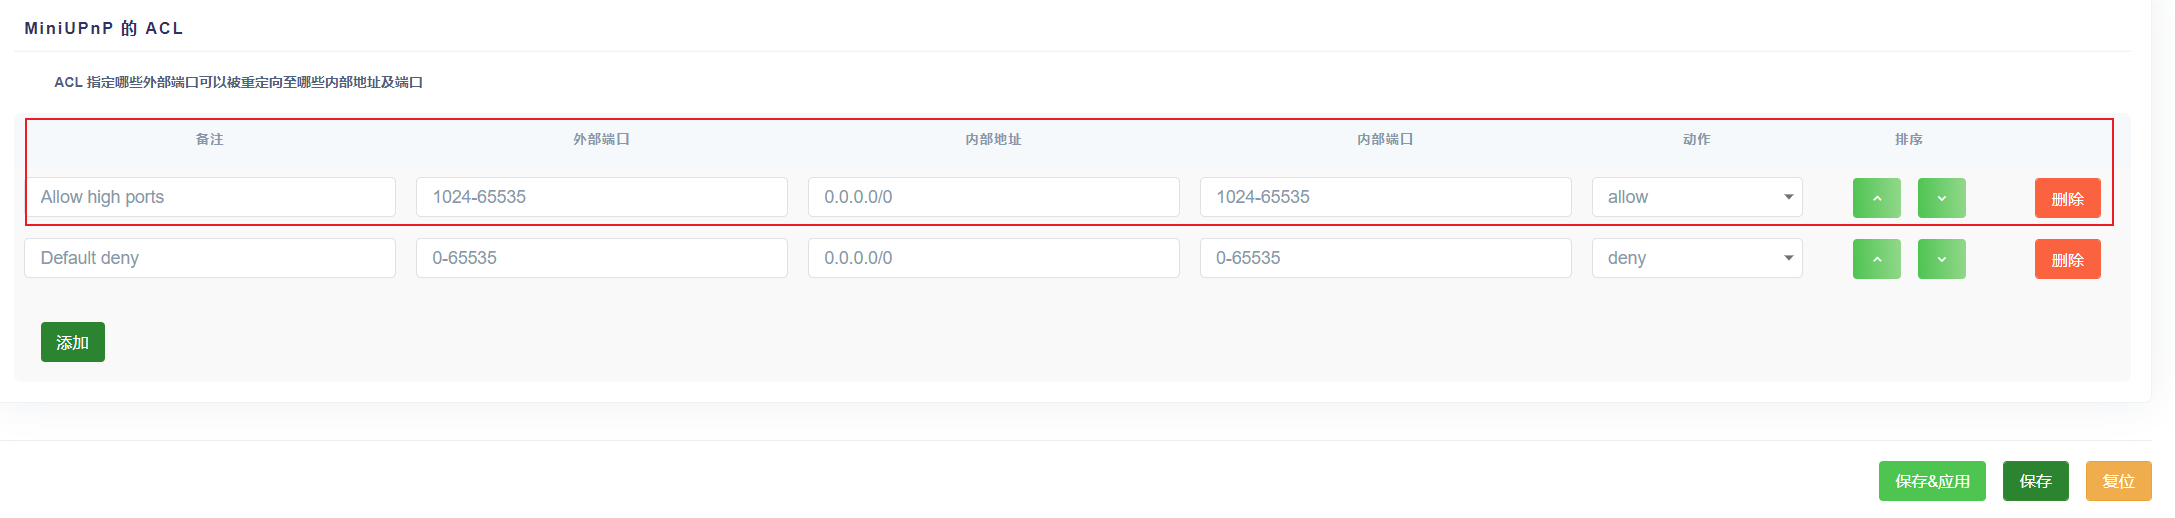 MiniUPnP 的 ACL
ACL 指定哪些外部端口可以被重定向至哪些内部地址及端口
备注 外部端口 内部地址 内部端口 动作 排序
Allow high ports 1024-65535 0.0.0.0/0 1024-65535 allow 删除
Default deny 0-65535 0.0.0.0/0 0-65535 deny 删除
添加
保存&应用 保存 复位